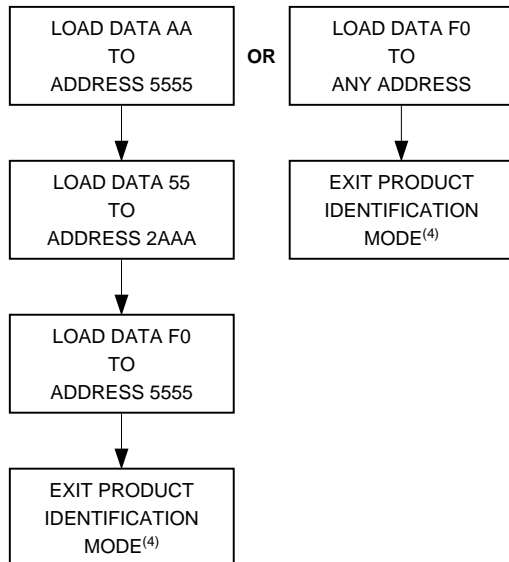 LOAD DATA AA
TO
ADDRESS 5555
LOAD DATA 55
TO
ADDRESS 2AAA
LOAD DATA F0
TO
ADDRESS 5555
EXIT PRODUCT
IDENTIFICATION
MODE(4)
OR
LOAD DATA F0
TO
ANY ADDRESS
EXIT PRODUCT
IDENTIFICATION
MODE(4)